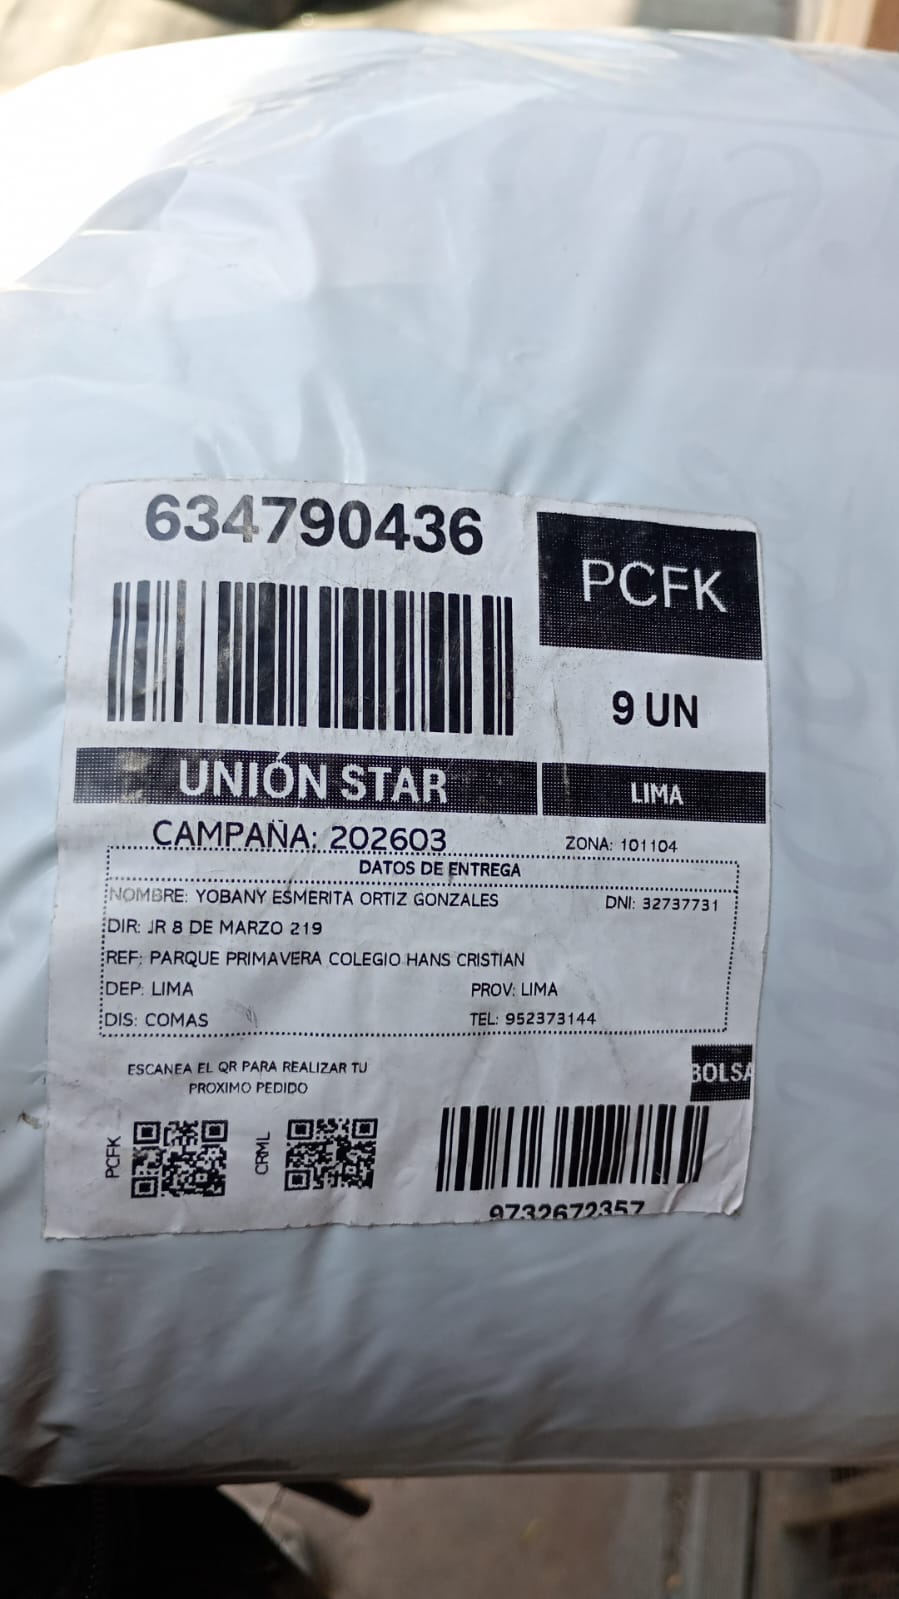 634790436
PCFK
9 UN
UNIÓN STAR
LIMA
CAMPAÑA: 202603
ZONA: 101104
DATOS DE ENTREGA
NOMBRE: YOBANY ESMERITA ORTIZ GONZALES DNI: 32737731
DIR: JR 8 DE MARZO 219
REF: PARQUE PRIMAVERA COLEGIO HANS CRISTIAN
DEP: LIMA PROV: LIMA
DIS: COMAS TEL: 952373144
ESCANEA EL QR PARA REALIZAR TU
PROXIMO PEDIDO
BOLSA
PCFK
CRML
9732672357